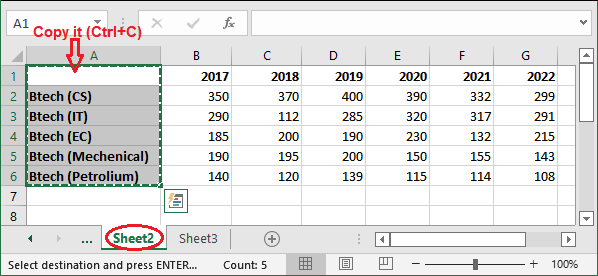 A1
Copy it (Ctrl+C)
A B C D E F G
1 2017 2018 2019 2020 2021 2022
2 Btech (CS) 350 370 400 390 332 299
3 Btech (IT) 290 112 285 320 317 291
4 Btech (EC) 185 200 190 230 132 215
5 Btech (Mechenical) 190 195 200 150 155 143
6 Btech (Petrolium) 140 120 139 115 114 108
7
8
... Sheet2 Sheet3
Select destination and press ENTER... Count: 5 100%